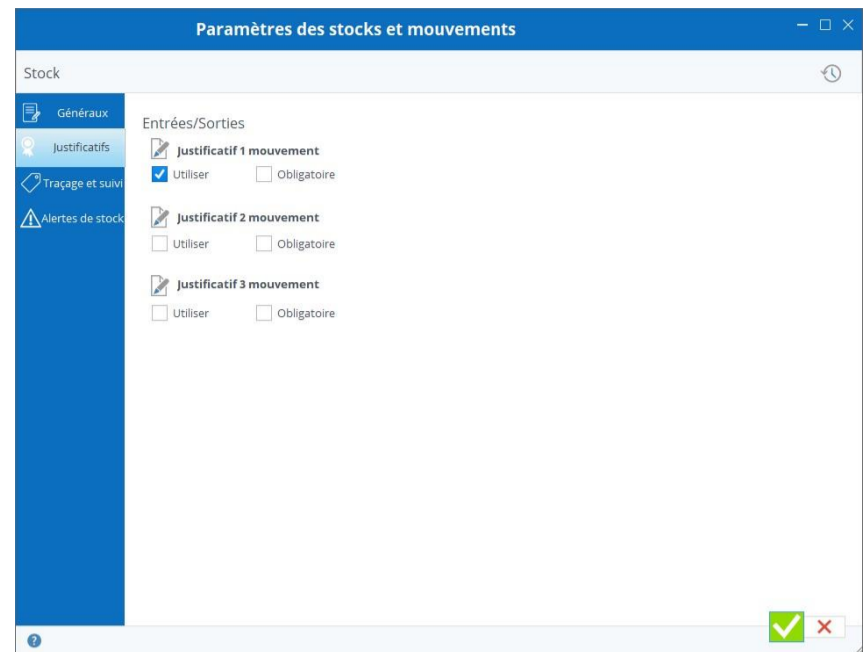 Paramètres des stocks et mouvements
Stock
Généraux
Justificatifs
Traçage et suivi
Alertes de stock
Entrées/Sorties
Justificatif 1 mouvement
Utiliser Obligatoire
Justificatif 2 mouvement
Utiliser Obligatoire
Justificatif 3 mouvement
Utiliser Obligatoire